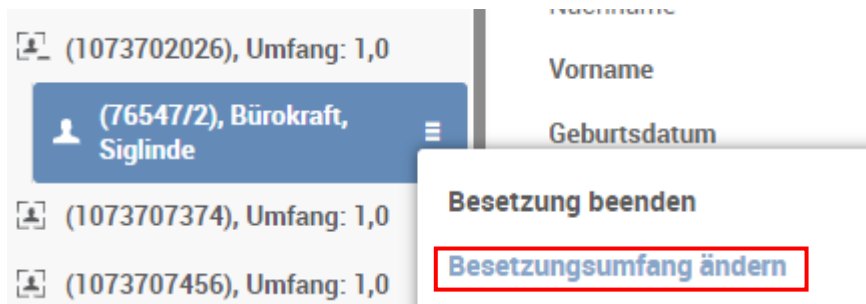 Nachname
(1073702026), Umfang: 1,0
Vorname
(76547/2), Bürokraft,
Siglinde
Geburtsdatum
Besetzung beenden
(1073707374), Umfang: 1,0
Besetzungsumfang ändern
(1073707456), Umfang: 1,0